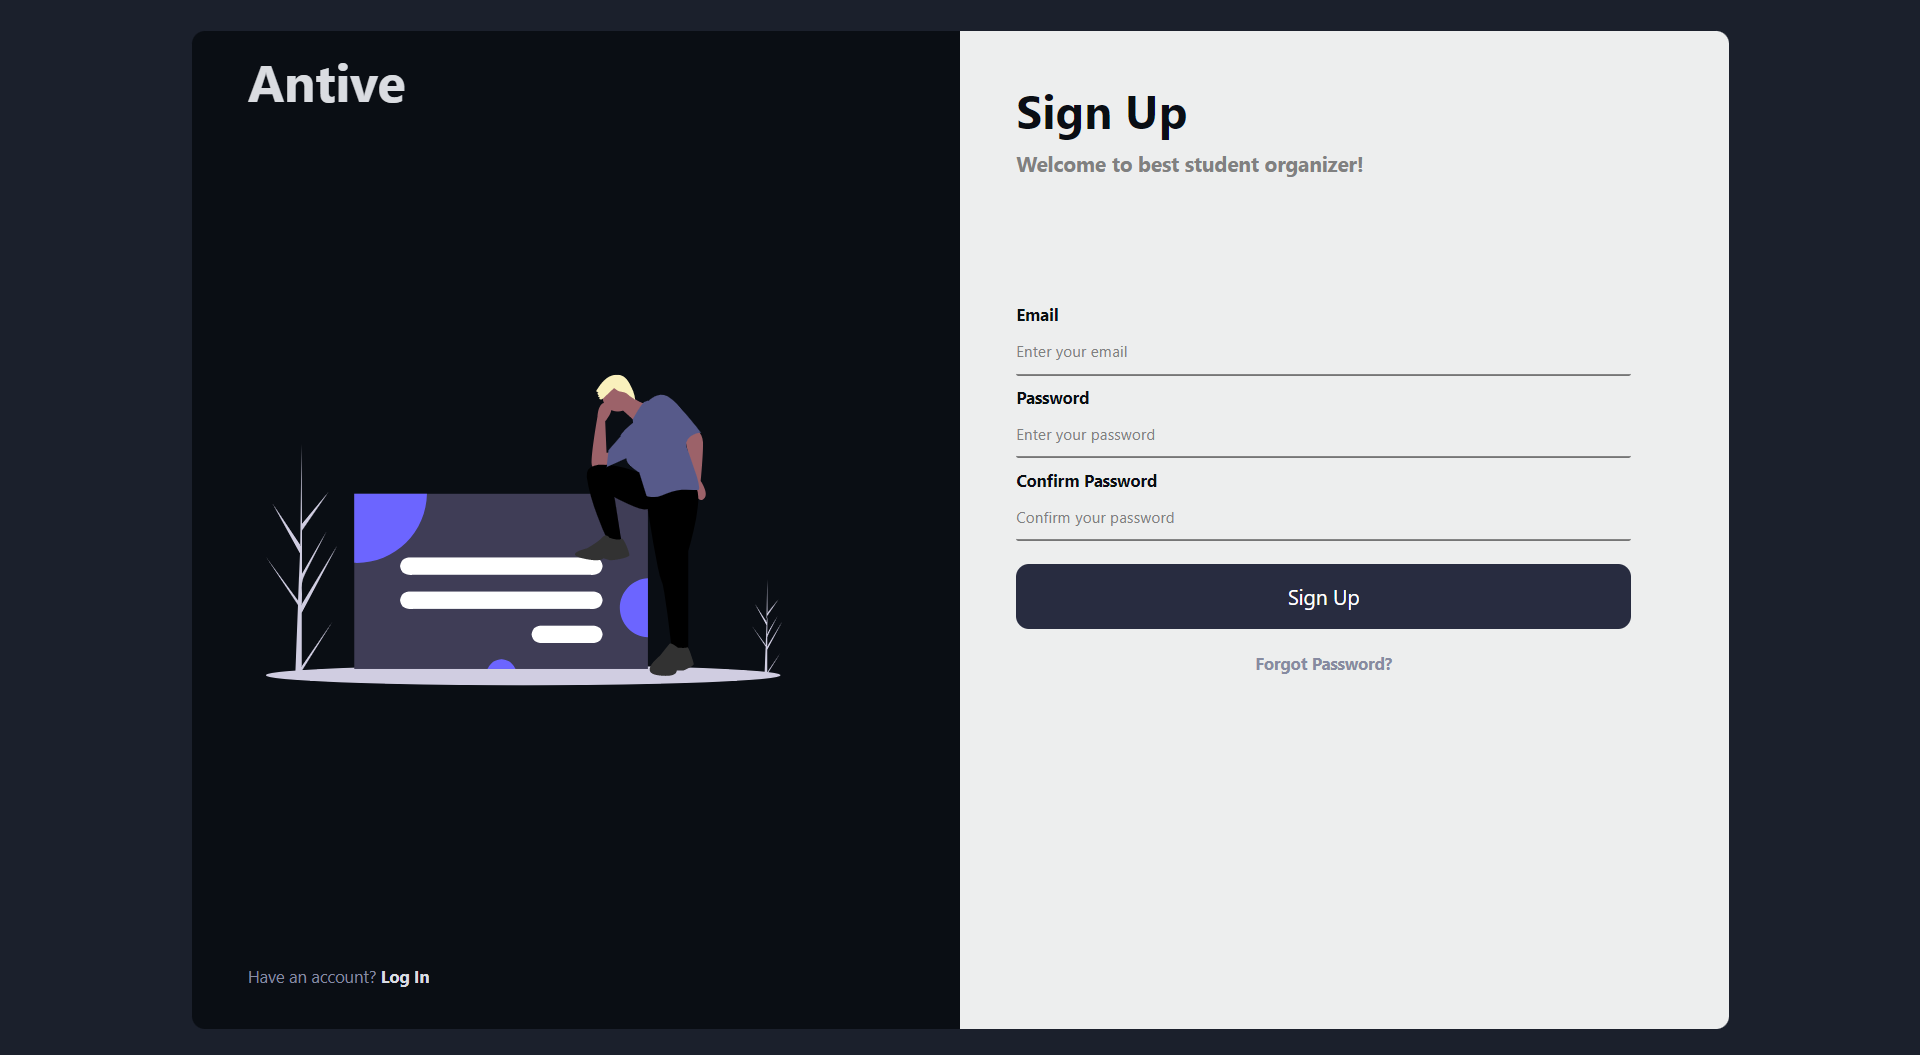 Antive
Have an account? Log In
Sign Up
Welcome to best student organizer!
Email
Enter your email
Password
Enter your password
Confirm Password
Confirm your password
Sign Up
Forgot Password?